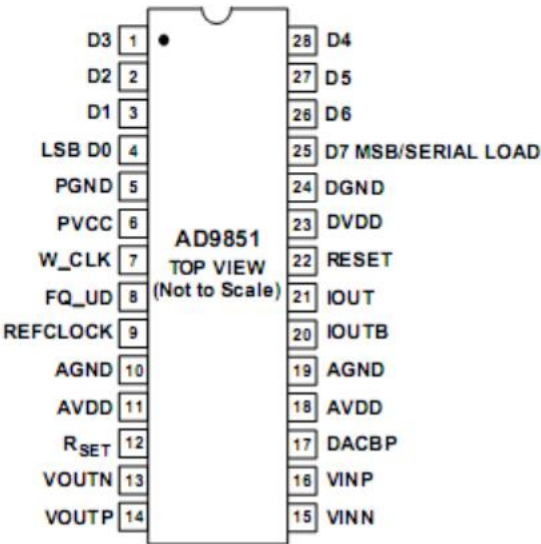 D3 1 28 D4
D2 2 27 D5
D1 3 26 D6
LSB D0 4 25 D7 MSB/SERIAL LOAD
PGND 5 24 DGND
PVCC 6 23 DVDD
AD9851
W_CLK 7 22 RESET
TOP VIEW
FQ_UD 8 21 IOUT
(Not to Scale)
REFCLOCK 9 20 IOUTB
AGND 10 19 AGND
AVDD 11 18 AVDD
RSET 12 17 DACBP
VOUTN 13 16 VINP
VOUTP 14 15 VINN